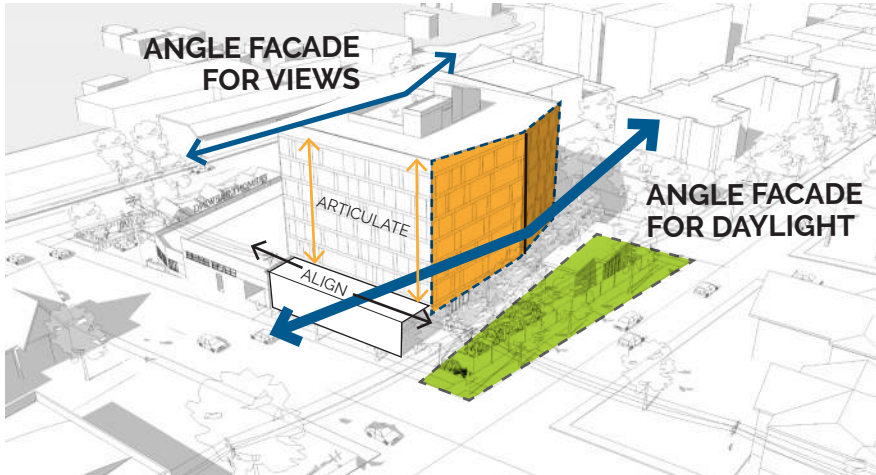 ANGLE FACADE
FOR VIEWS
ARTICULATE
ALIGN
ANGLE FACADE
FOR DAYLIGHT